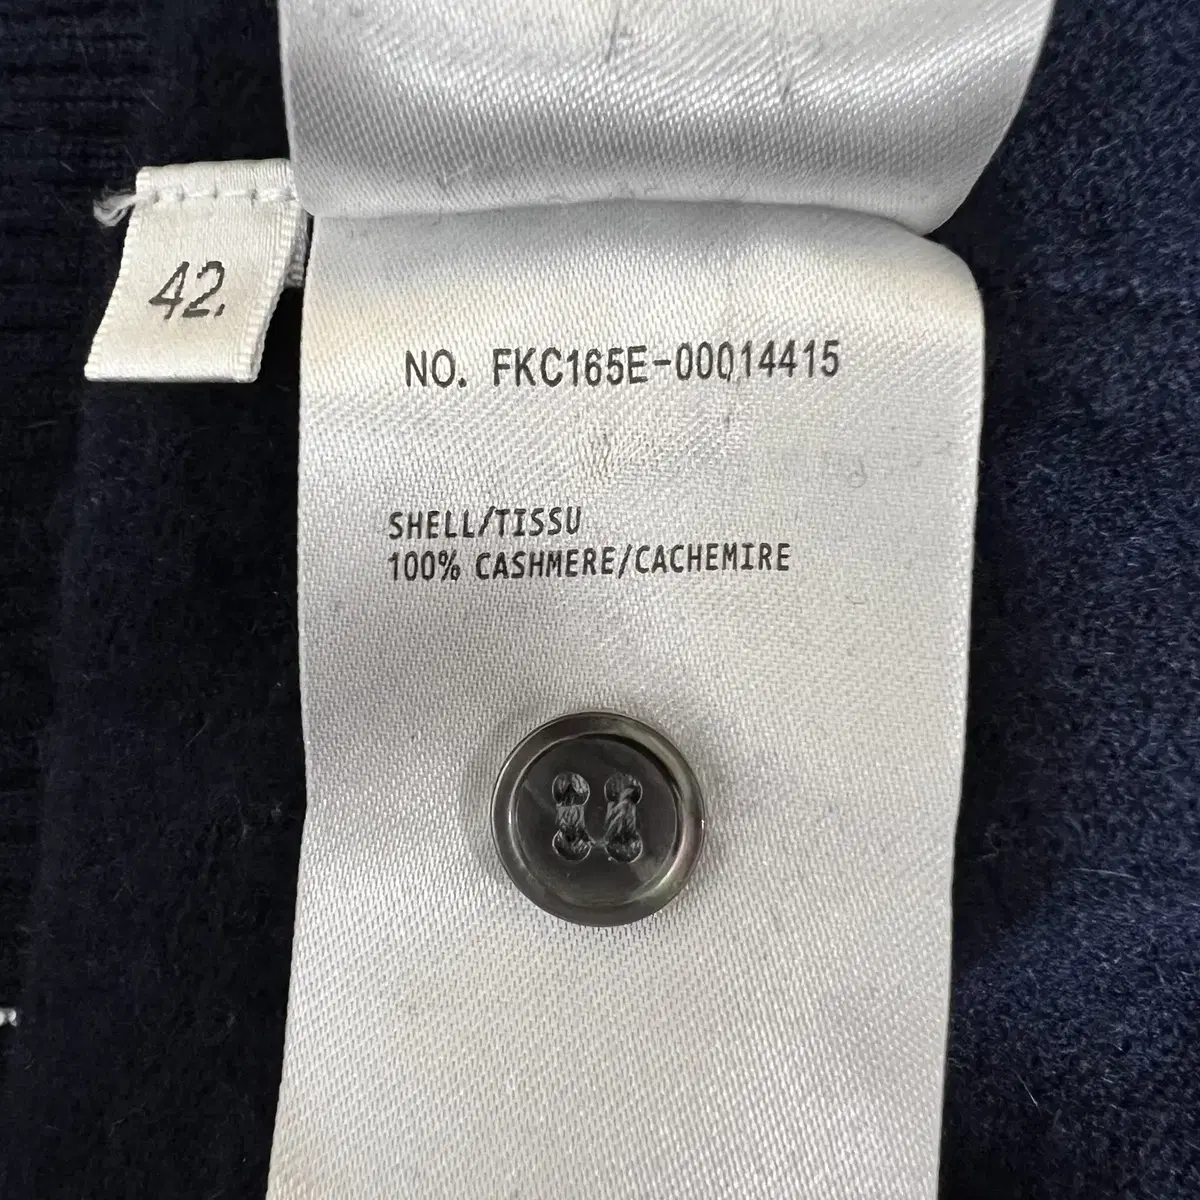 42.
NO. FKC165E-00014415
SHELL/TISSU
100% CASHMERE/CACHEMIRE